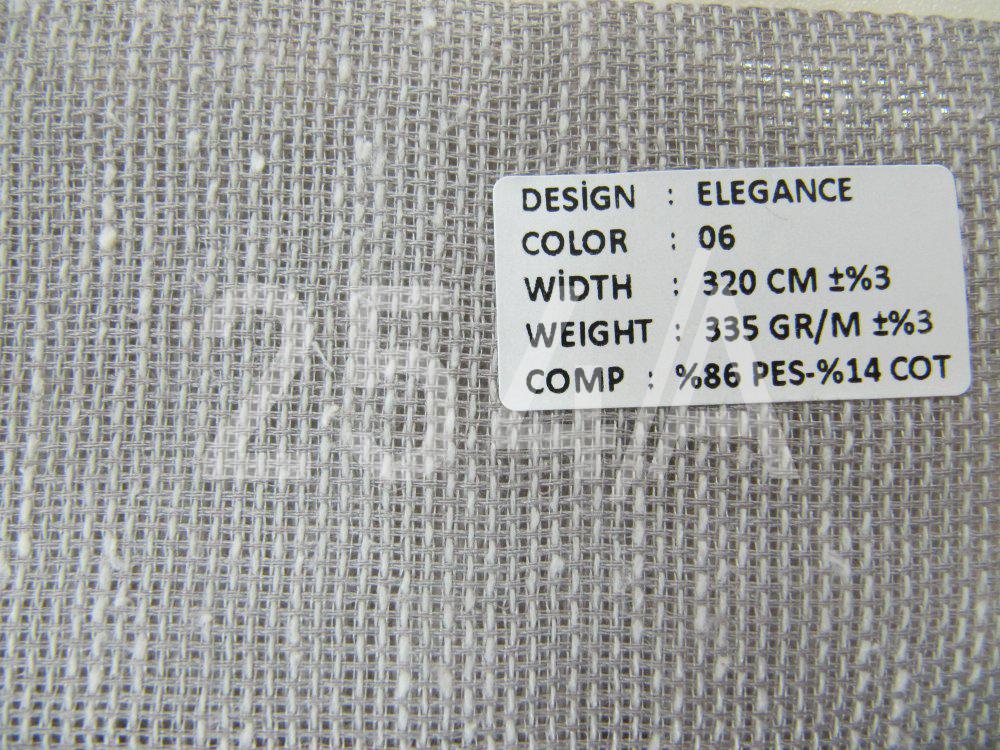 DESİGN : ELEGANCE
COLOR : 06
WİDTH : 320 CM ±%3
WEIGHT : 335 GR/M ±%3
COMP : %86 PES-%14 COT
254/A